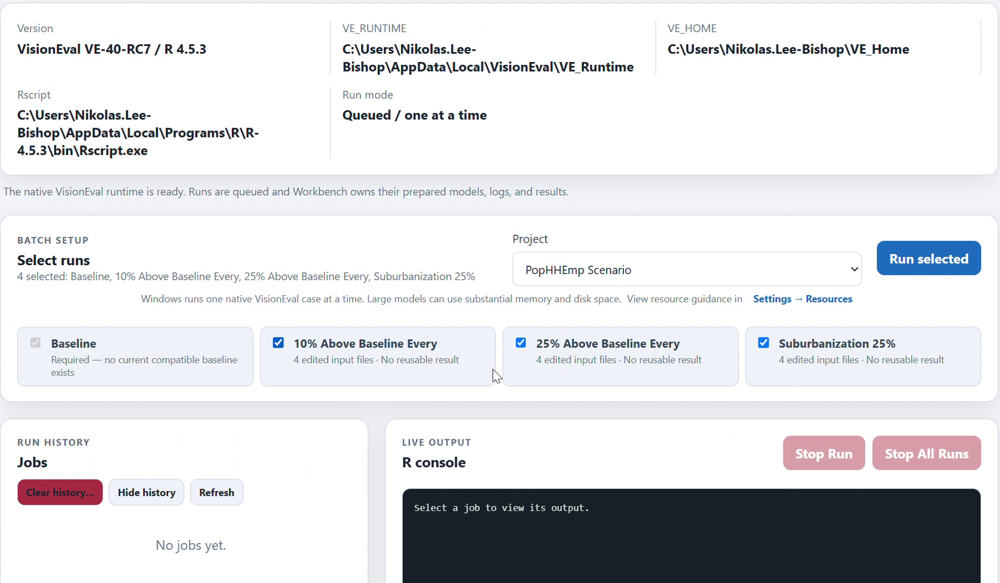 Version
VisionEval VE-40-RC7 / R 4.5.3
VE_RUNTIME
C:\Users\Nikolas.Lee-
Bishop\AppData\Local\VisionEval\VE_Runtime
VE_HOME
C:\Users\Nikolas.Lee-Bishop\VE_Home
Rscript
C:\Users\Nikolas.Lee-
Bishop\AppData\Local\Programs\R\R-
4.5.3\bin\Rscript.exe
Run mode
Queued / one at a time
The native VisionEval runtime is ready. Runs are queued and Workbench owns their prepared models, logs, and results.
BATCH SETUP
Select runs
4 selected: Baseline, 10% Above Baseline Every, 25% Above Baseline Every, Suburbanization 25%
Project
PopHHEmp Scenario
Run selected
Windows runs one native VisionEval case at a time. Large models can use substantial memory and disk space. View resource guidance in Settings → Resources
Baseline
Required — no current compatible baseline
exists
10% Above Baseline Every
4 edited input files · No reusable result
25% Above Baseline Every
4 edited input files · No reusable result
Suburbanization 25%
4 edited input files · No reusable result
RUN HISTORY
Jobs
Clear history...
Hide history
Refresh
No jobs yet.
LIVE OUTPUT
R console
Stop Run
Stop All Runs
Select a job to view its output.